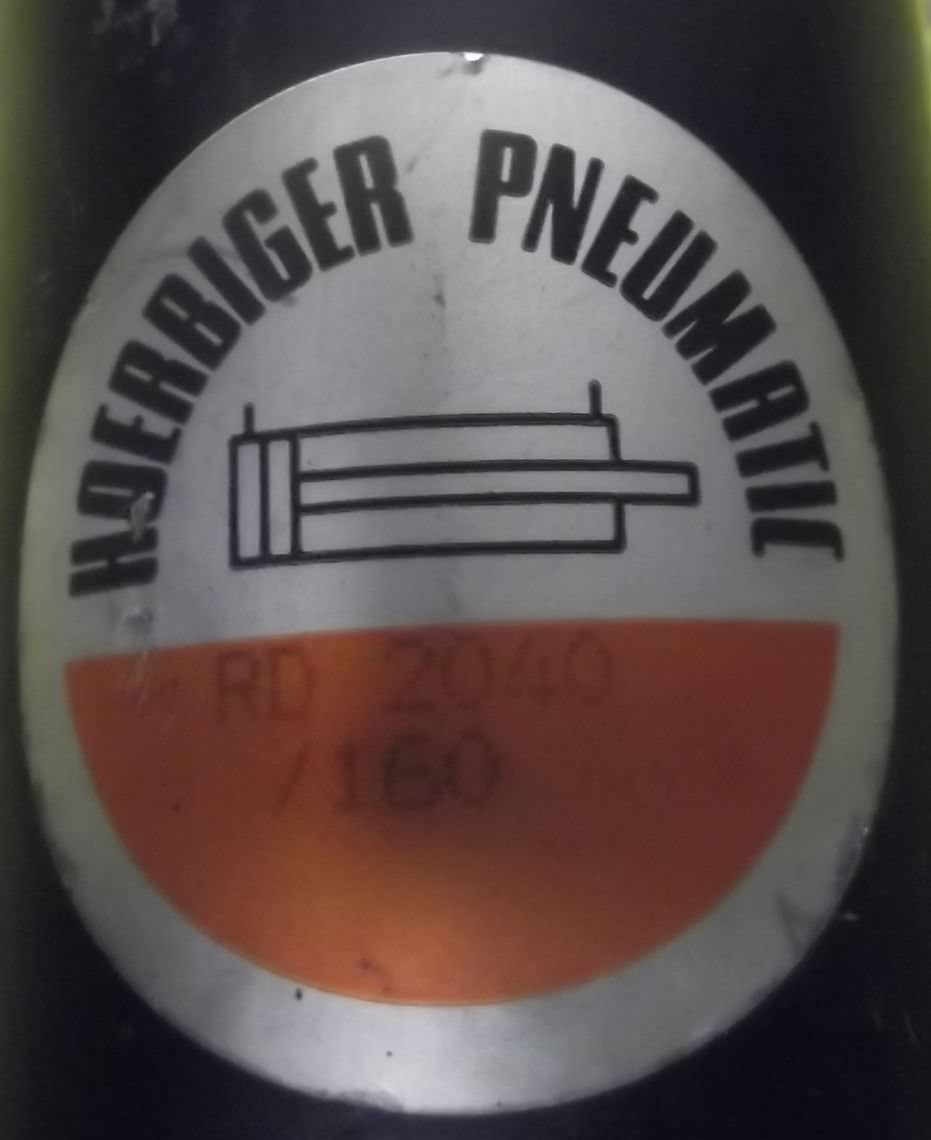 HOERBIGER PNEUMATIC
RD 2040
/160